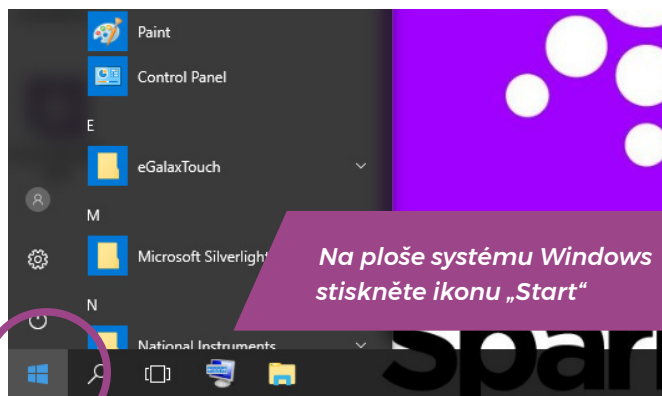 Paint
Control Panel
E
eGalaxTouch
M
Microsoft Silverlight
Na ploše systému Windows
stiskněte ikonu „Start“
N
National Instruments
Spar